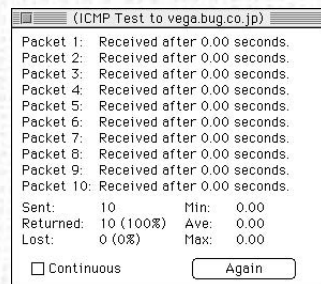 (ICMP Test to vega.bug.co.jp)
Packet 1: Received after 0.00 seconds.
Packet 2: Received after 0.00 seconds.
Packet 3: Received after 0.00 seconds.
Packet 4: Received after 0.00 seconds.
Packet 5: Received after 0.00 seconds.
Packet 6: Received after 0.00 seconds.
Packet 7: Received after 0.00 seconds.
Packet 8: Received after 0.00 seconds.
Packet 9: Received after 0.00 seconds.
Packet 10: Received after 0.00 seconds.
Sent: 10 Min: 0.00
Returned: 10 (100%) Ave: 0.00
Lost: 0 (0%) Max: 0.00
Continuous Again